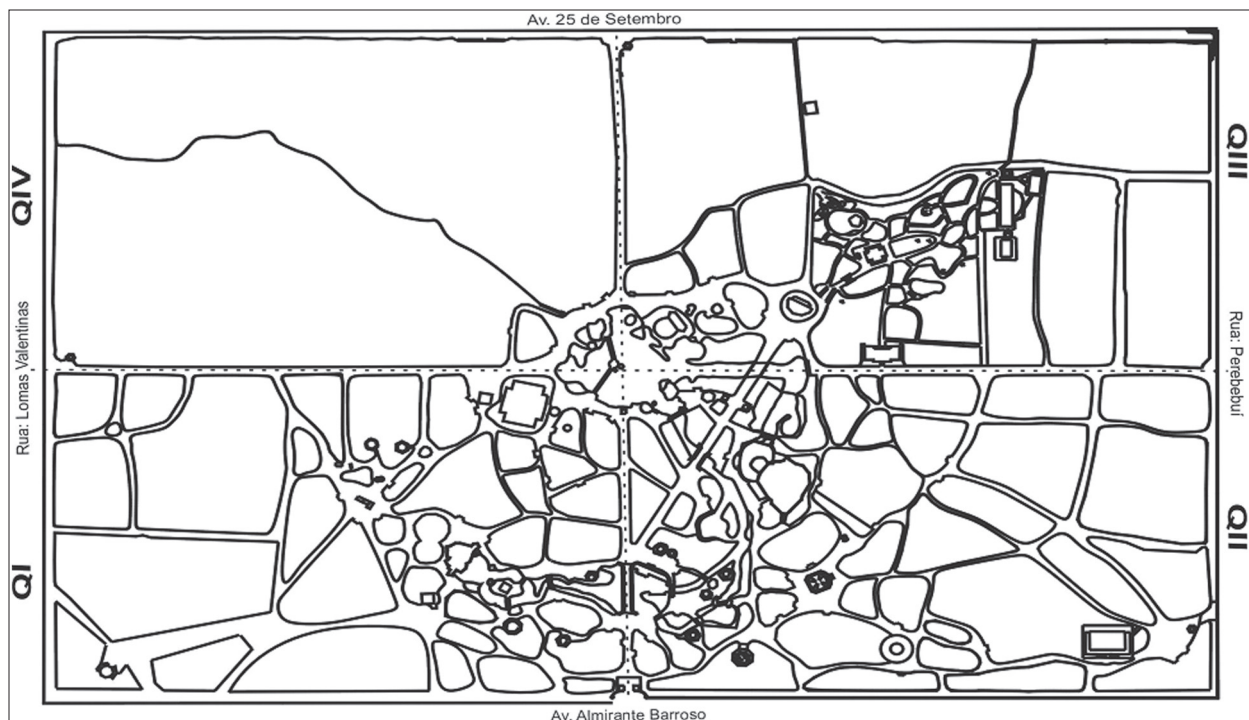 Av. 25 de Setembro
QIV
QIII
Rua: Lomas Valentinas
Rua: Perebebuí
QI
QII
Av. Almirante Barroso